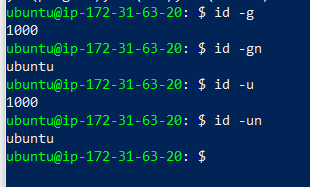 ubuntu@ip-172-31-63-20: $ id -g
1000
ubuntu@ip-172-31-63-20: $ id -gn
ubuntu
ubuntu@ip-172-31-63-20: $ id -u
1000
ubuntu@ip-172-31-63-20: $ id -un
ubuntu
ubuntu@ip-172-31-63-20: $